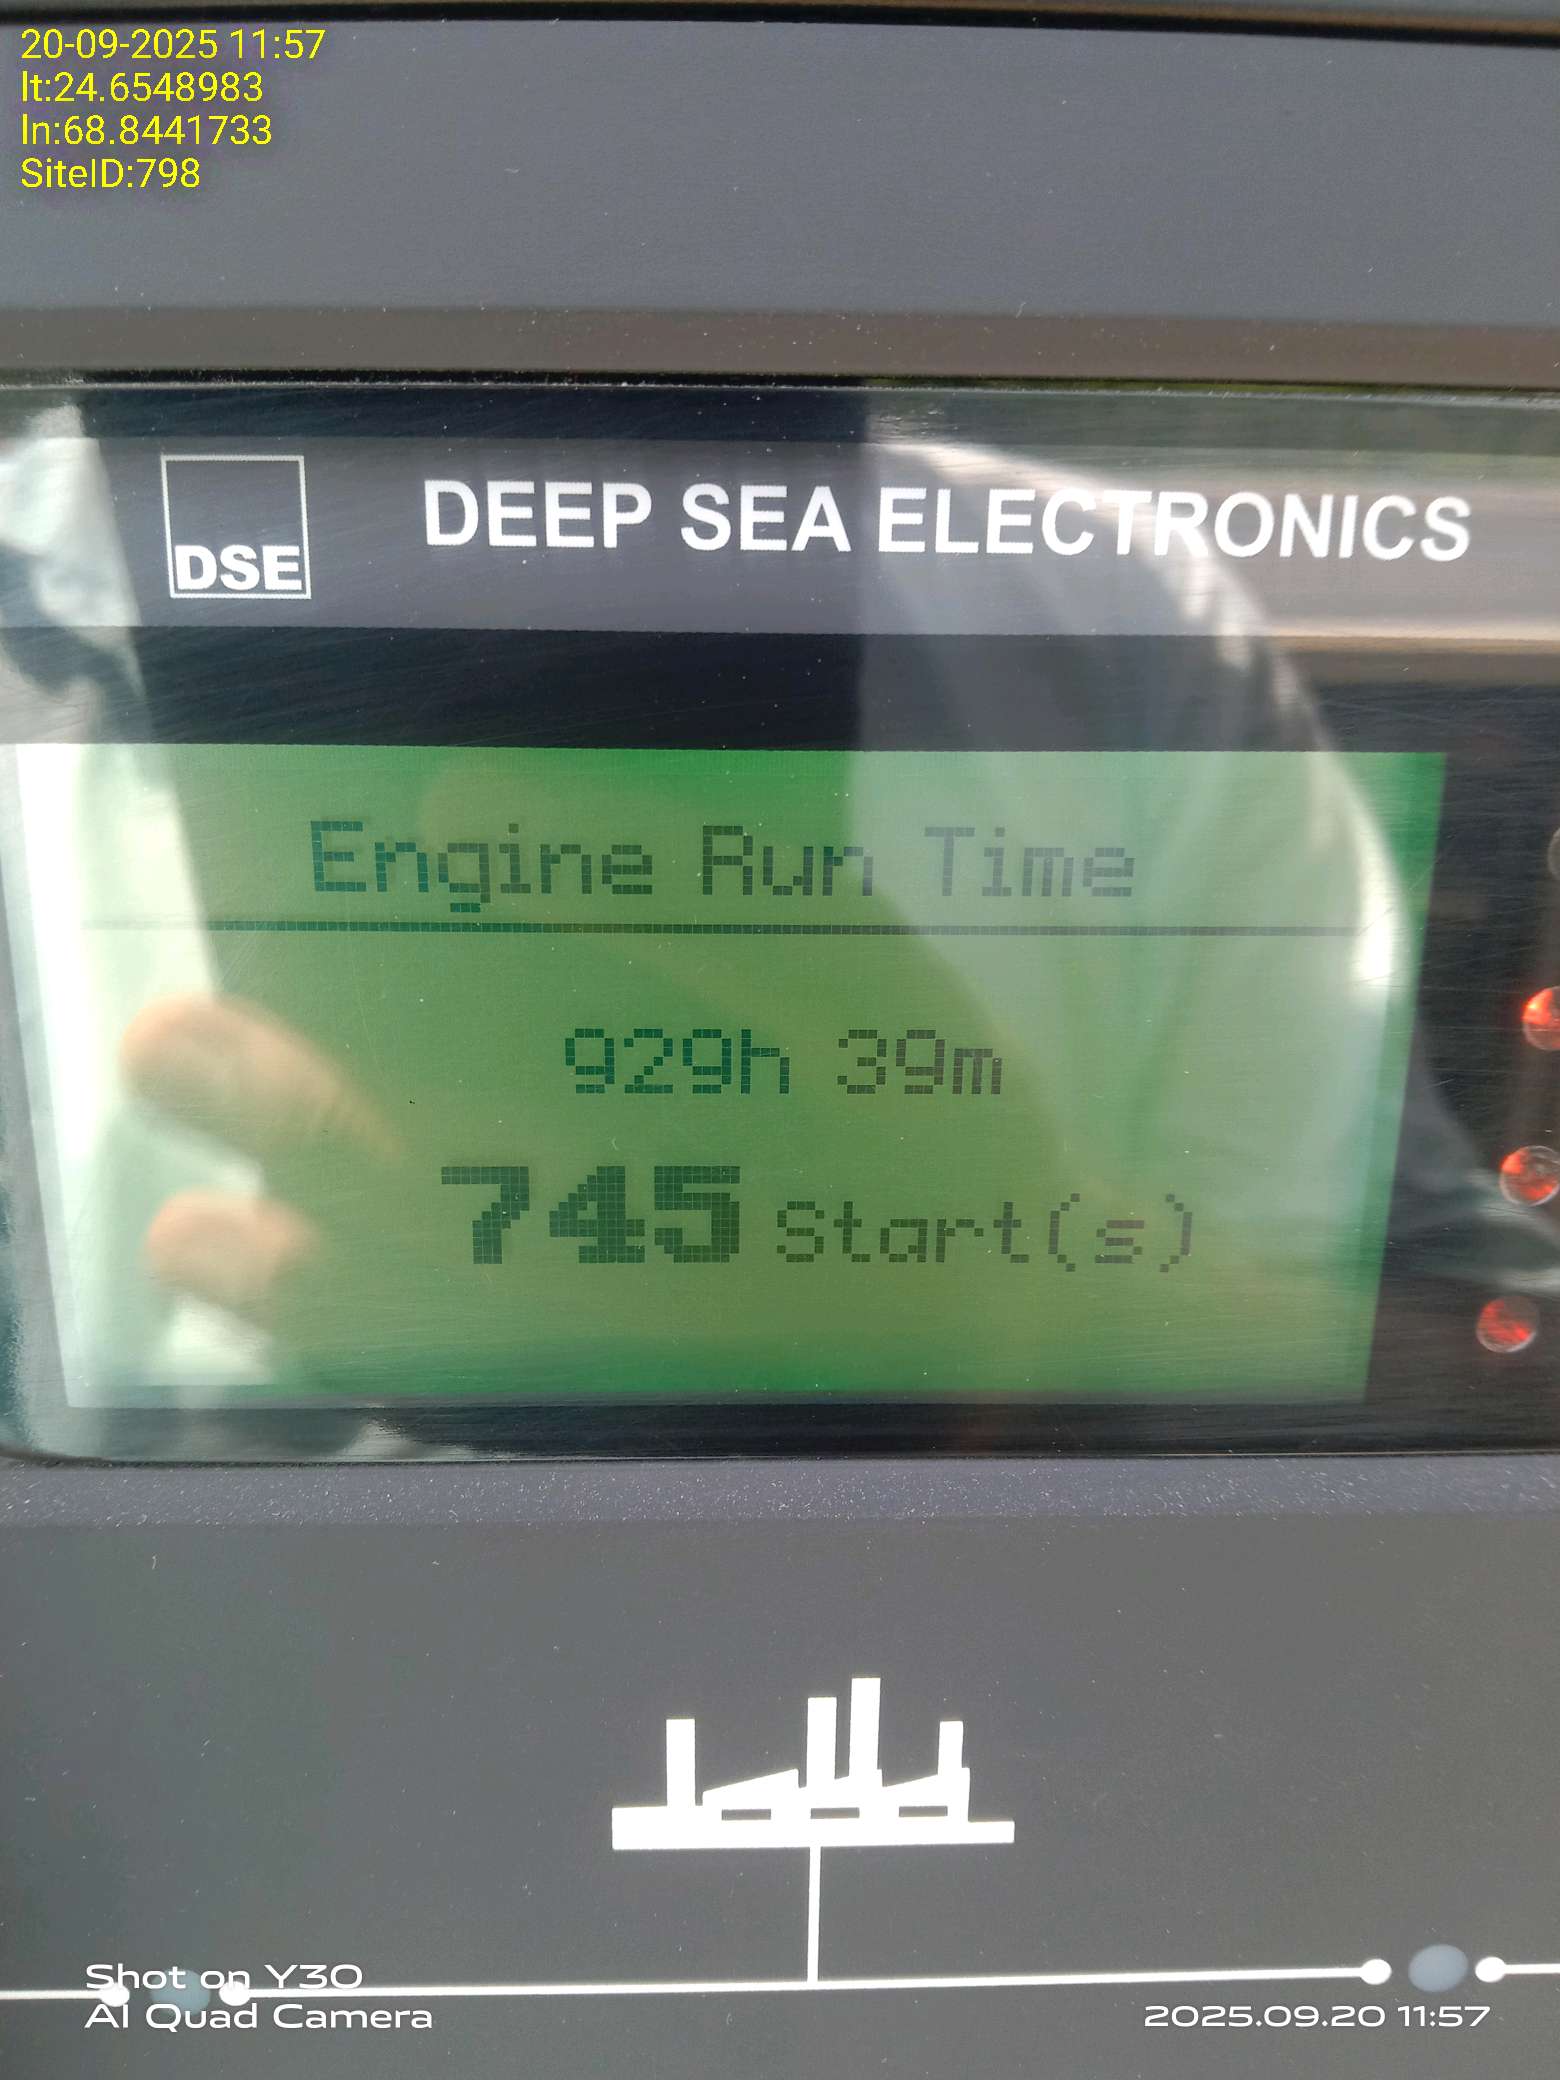 20-09-2025 11:57
lt:24.6548983
ln:68.8441733
SiteID:798
DSE
DEEP SEA ELECTRONICS
Engine Run Time
929h 39m
745 Start(s)
Shot on Y30
AI Quad Camera
2025.09.20 11:57